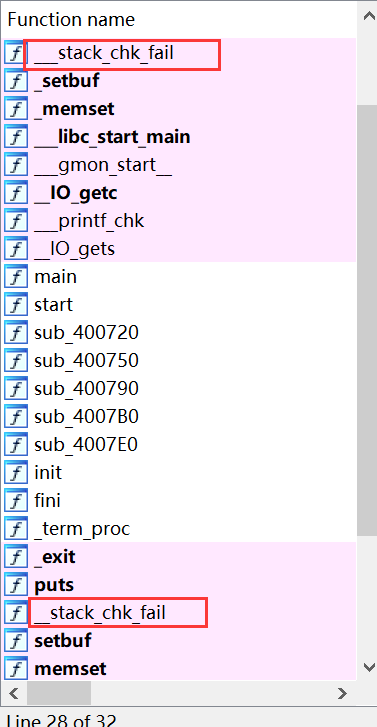 Function name
___stack_chk_fail
_setbuf
_memset
___libc_start_main
___gmon_start__
__IO_getc
___printf_chk
__IO_gets
main
start
sub_400720
sub_400750
sub_400790
sub_4007B0
sub_4007E0
init
fini
_term_proc
_exit
puts
__stack_chk_fail
setbuf
memset
Line 28 of 32